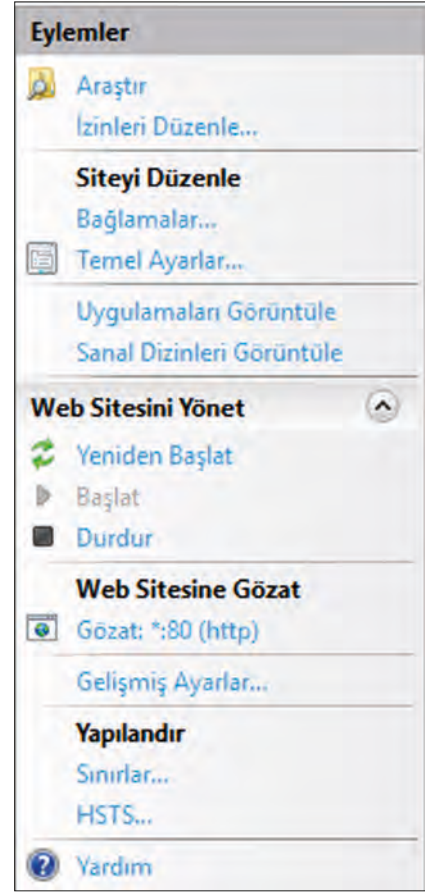 Eylemler
Araştır
İzinleri Düzenle...
Siteyi Düzenle
Bağlamalar...
Temel Ayarlar...
Uygulamaları Görüntüle
Sanal Dizinleri Görüntüle
Web Sitesini Yönet
Yeniden Başlat
Başlat
Durdur
Web Sitesine Gözat
Gözat: *:80 (http)
Gelişmiş Ayarlar...
Yapılandır
Sınırlar...
HSTS...
Yardım